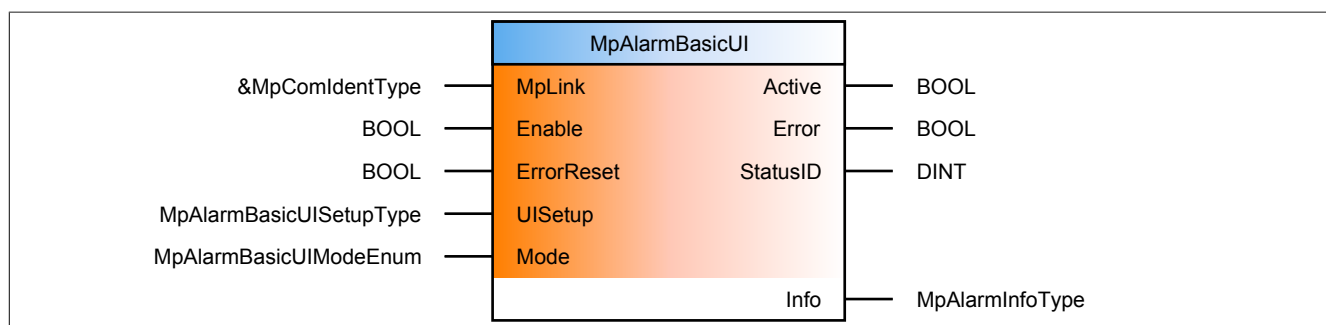 MpAlarmBasicUI
&MpComIdentType MpLink Active BOOL
BOOL Enable Error BOOL
BOOL ErrorReset StatusID DINT
MpAlarmBasicUISetupType UISetup
MpAlarmBasicUIModeEnum Mode
Info MpAlarmInfoType